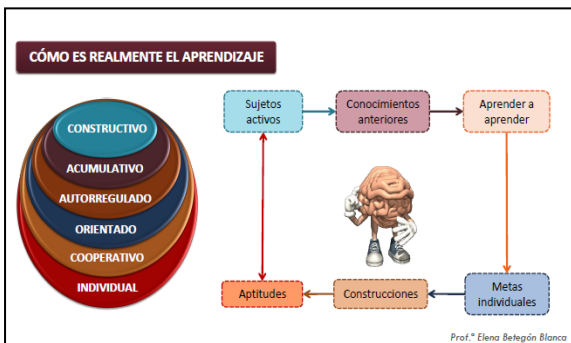 CÓMO ES REALMENTE EL APRENDIZAJE
CONSTRUCTIVO
ACUMULATIVO
AUTORREGULADO
ORIENTADO
COOPERATIVO
INDIVIDUAL
Sujetos
activos
Conocimientos
anteriores
Aprender a
aprender
Metas
individuales
Construcciones
Aptitudes
Prof.ª Elena Betegón Blanca